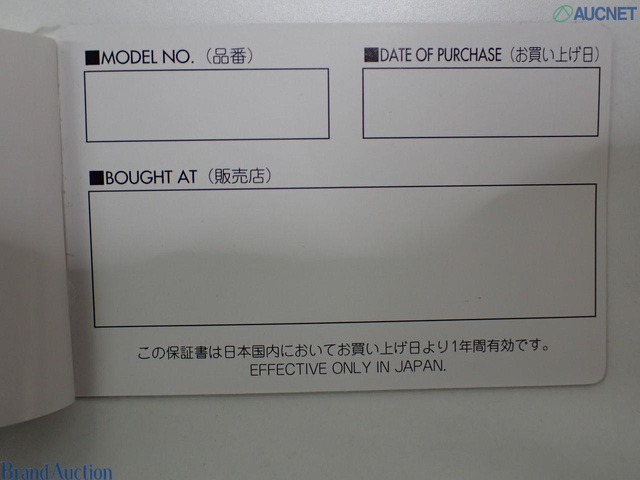 AUCNET
■MODEL NO.（品番）
■DATE OF PURCHASE（お買い上げ日）
■BOUGHT AT（販売店）
この保証書は日本国内においてお買い上げ日より1年間有効です。
EFFECTIVE ONLY IN JAPAN.
Brand Auction